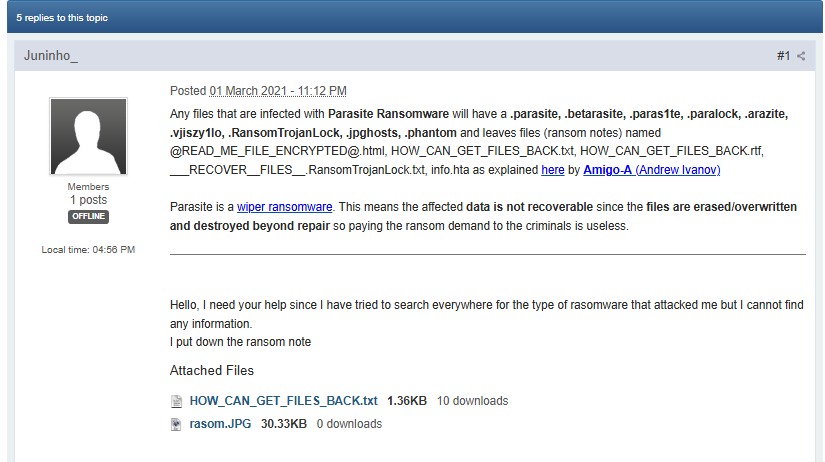 5 replies to this topic
Juninho_
#1
Posted 01 March 2021 - 11:12 PM
Any files that are infected with Parasite Ransomware will have a .parasite, .betarasite, .paras1te, .paralock, .arazite,
.vjiszy1lo, .RansomTrojanLock, .jpghosts, .phantom and leaves files (ransom notes) named
@READ_ME_FILE_ENCRYPTED@.html, HOW_CAN_GET_FILES_BACK.txt, HOW_CAN_GET_FILES_BACK.rtf,
___RECOVER__FILES__.RansomTrojanLock.txt, info.hta as explained here by Amigo-A (Andrew Ivanov)
Parasite is a wiper ransomware. This means the affected data is not recoverable since the files are erased/overwritten
and destroyed beyond repair so paying the ransom demand to the criminals is useless.
Members
1 posts
OFFLINE
Local time: 04:56 PM
Hello, I need your help since I have tried to search everywhere for the type of rasomware that attacked me but I cannot find
any information.
I put down the ransom note
Attached Files
HOW_CAN_GET_FILES_BACK.txt 1.36KB 10 downloads
rasom.JPG 30.33KB 0 downloads